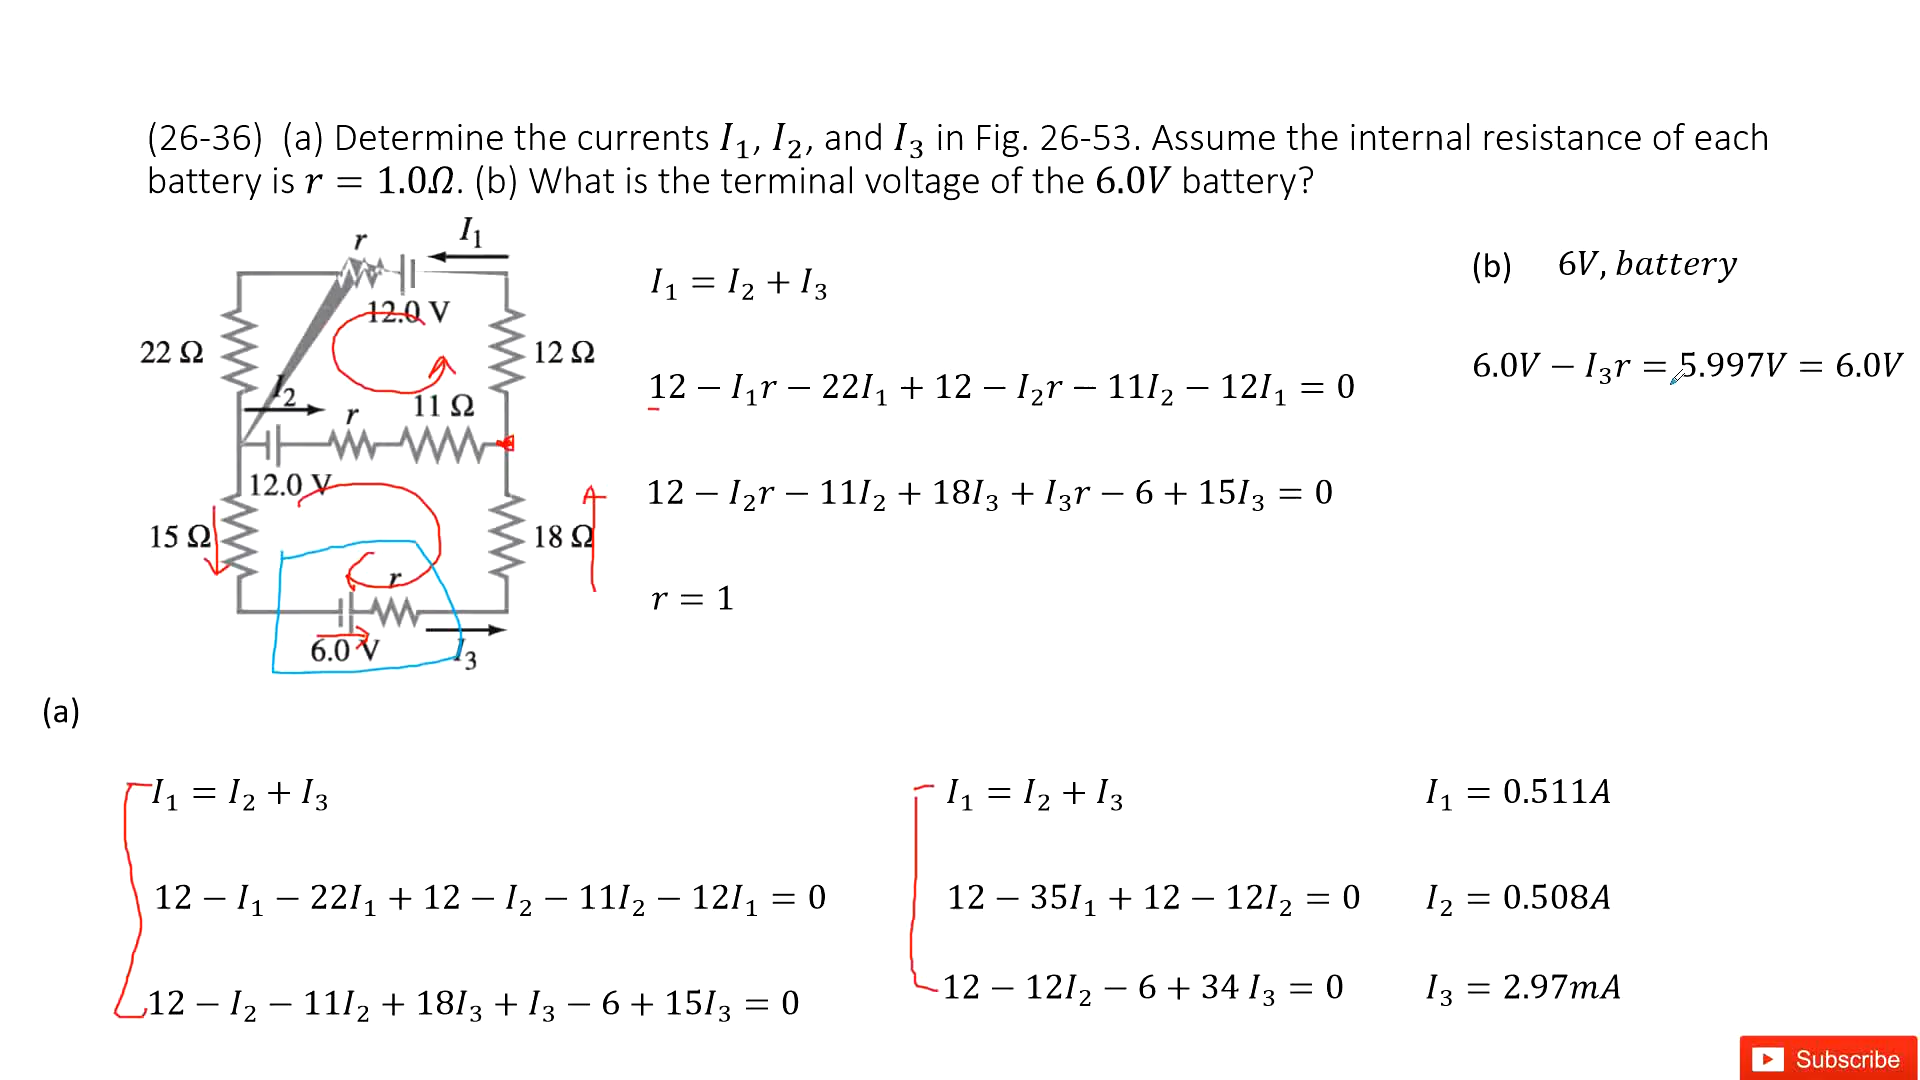 (26-36) (a) Determine the currents I₁, I₂, and I₃ in Fig. 26-53. Assume the internal resistance of each
battery is r = 1.0Ω. (b) What is the terminal voltage of the 6.0V battery?
I₁
r
12.0 V
22 Ω
12 Ω
I₂
r
11 Ω
12.0 V
15 Ω
18 Ω
r
6.0 V
I₃
I₁ = I₂ + I₃
12 − I₁r − 22I₁ + 12 − I₂r − 11I₂ − 12I₁ = 0
12 − I₂r − 11I₂ + 18I₃ + I₃r − 6 + 15I₃ = 0
r = 1
(b) 6V, battery
6.0V − I₃r = 5.997V = 6.0V
(a)
I₁ = I₂ + I₃
12 − I₁ − 22I₁ + 12 − I₂ − 11I₂ − 12I₁ = 0
12 − I₂ − 11I₂ + 18I₃ + I₃ − 6 + 15I₃ = 0
I₁ = I₂ + I₃
12 − 35I₁ + 12 − 12I₂ = 0
12 − 12I₂ − 6 + 34 I₃ = 0
I₁ = 0.511A
I₂ = 0.508A
I₃ = 2.97mA
Subscribe